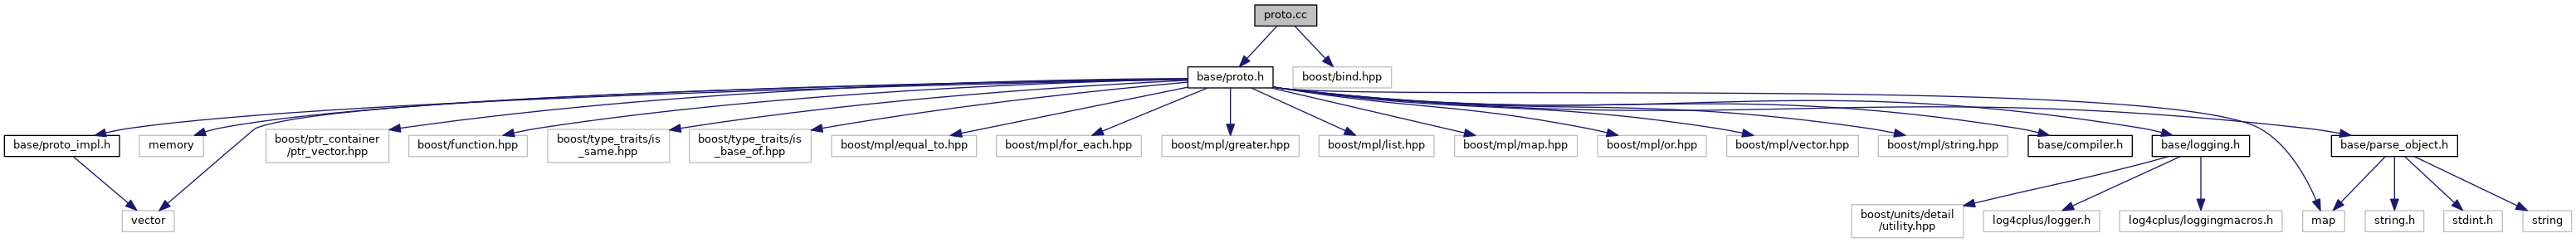 proto.cc
base/proto.h
boost/bind.hpp
base/proto_impl.h
memory
boost/ptr_container
/ptr_vector.hpp
boost/function.hpp
boost/type_traits/is
_same.hpp
boost/type_traits/is
_base_of.hpp
boost/mpl/equal_to.hpp
boost/mpl/for_each.hpp
boost/mpl/greater.hpp
boost/mpl/list.hpp
boost/mpl/map.hpp
boost/mpl/or.hpp
boost/mpl/vector.hpp
boost/mpl/string.hpp
base/compiler.h
base/logging.h
base/parse_object.h
vector
boost/units/detail
/utility.hpp
log4cplus/logger.h
log4cplus/loggingmacros.h
map
string.h
stdint.h
string